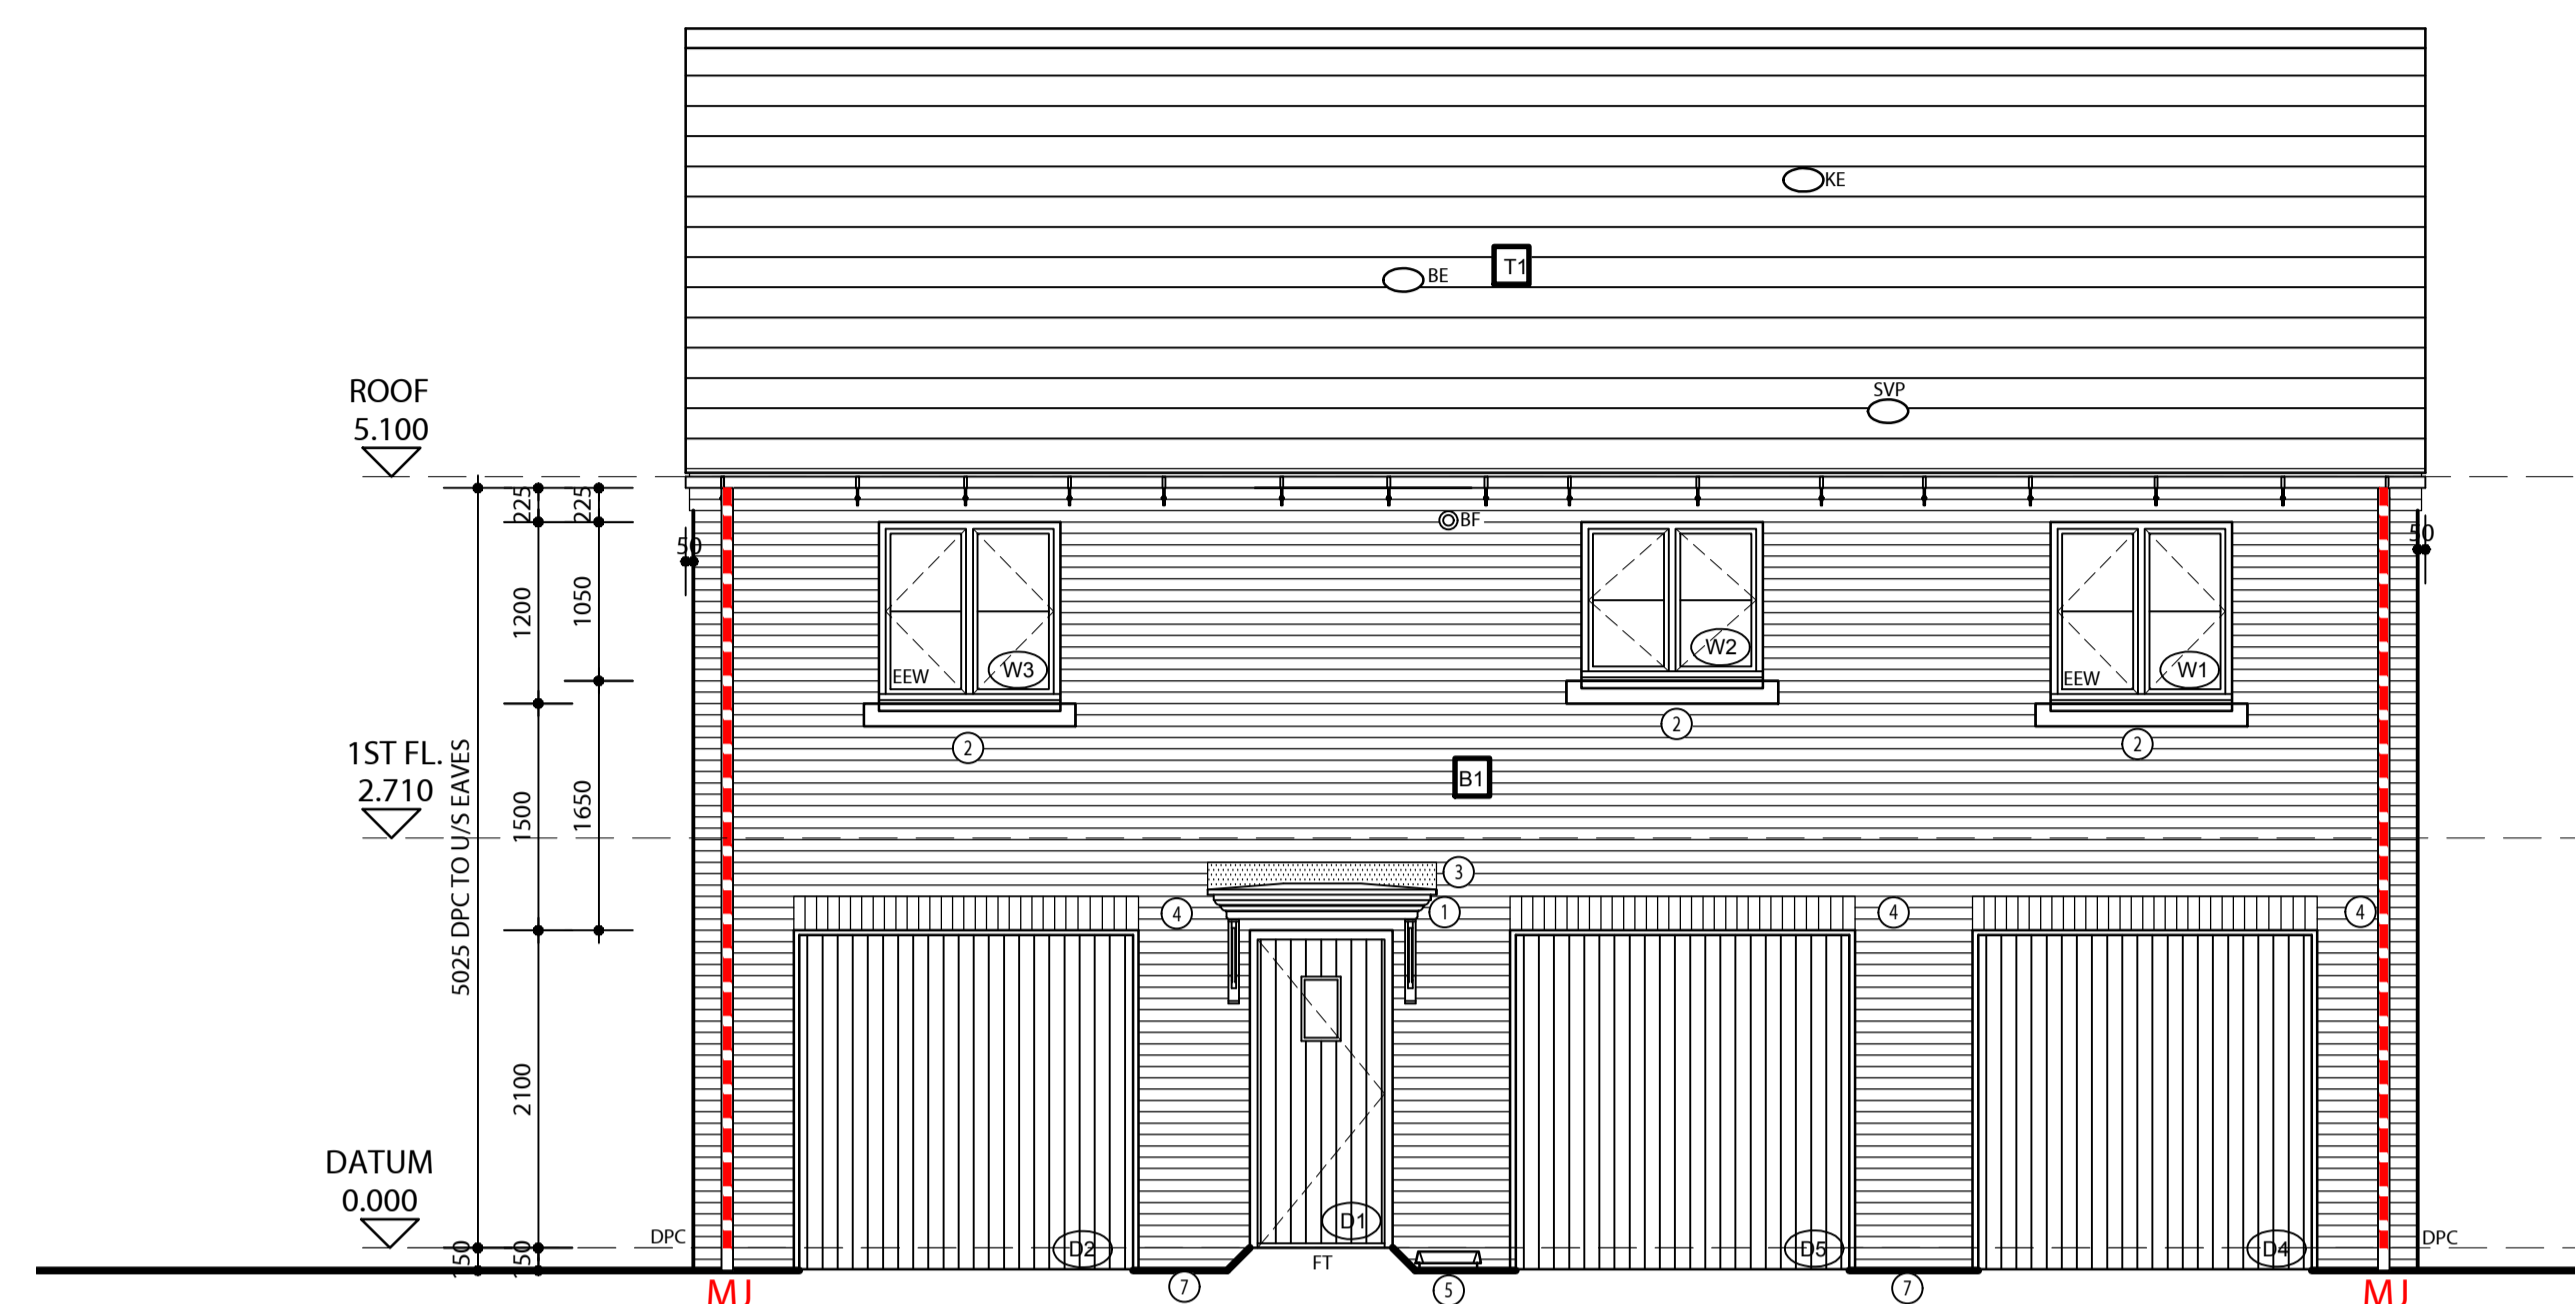 KE
T1
BE
ROOF
5.100
SVP
225
225
BF
50
50
1200
1050
W2
EEW
W3
EEW
W1
2
2
2
1ST FL.
2.710
B1
5025 DPC TO U/S EAVES
1500
1650
3
4
1
4
4
2100
DATUM
0.000
DPC
D1
DPC
150
150
D2
D5
D4
FT
MJ
7
5
7
MJ